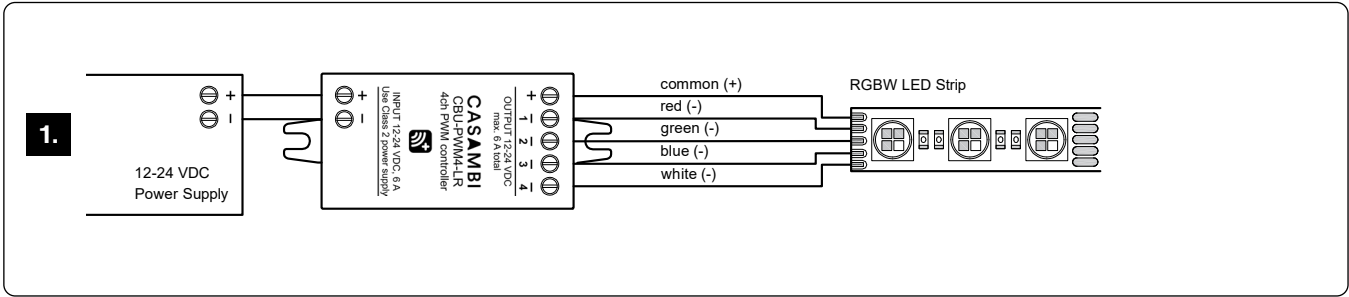 1.
12-24 VDC
Power Supply
+
–
+
–
INPUT 12-24 VDC, 6 A
Use Class 2 power supply
CASAMBI
CBU-PWM4-LR
4ch PWM controller
OUTPUT 12-24 VDC
max. 6 A total
+
1 –
2 –
3 –
4 –
common (+)
red (-)
green (-)
blue (-)
white (-)
RGBW LED Strip